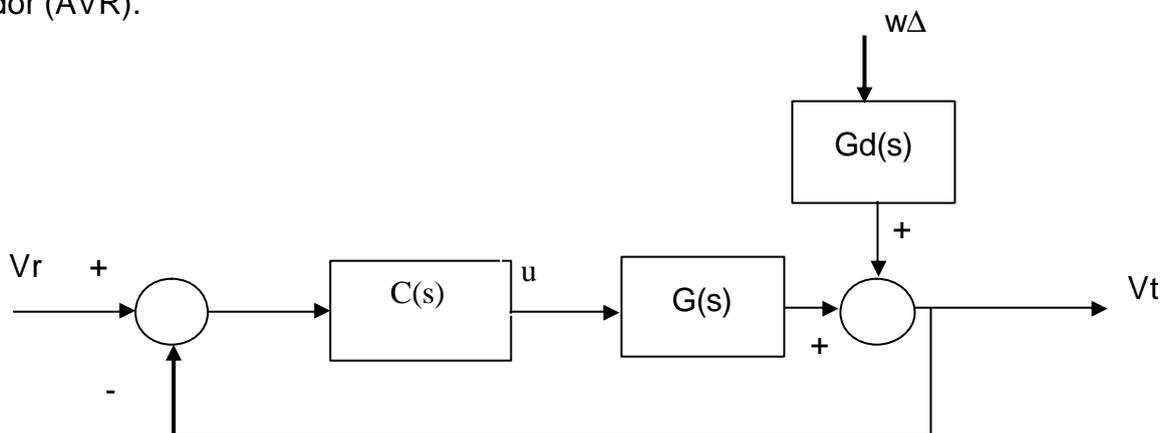 dor (AVR).
wΔ
Gd(s)
+
Vr +
C(s)
u
G(s)
Vt
+
-